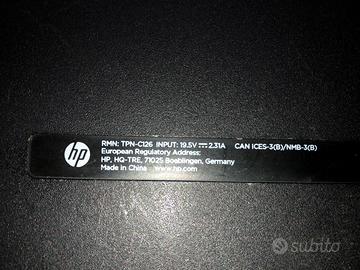 hp
RMN: TPN-C126 INPUT: 19.5V⎓2.31A CAN ICES-3(B)/NMB-3(B)
European Regulatory Address:
HP, HQ-TRE, 71025 Boeblingen, Germany
Made in China www.hp.com
subito